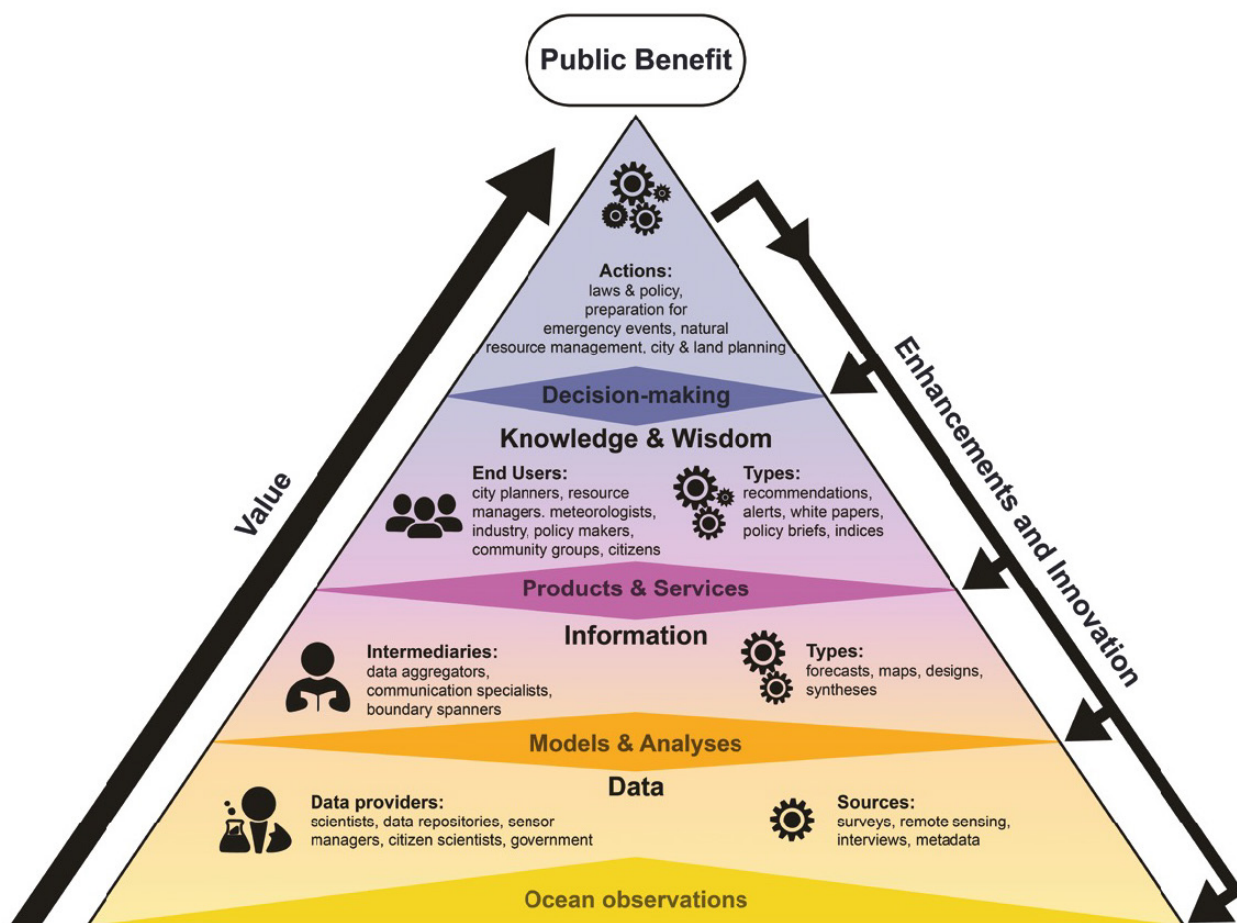 Public Benefit
Actions:
laws & policy,
preparation for
emergency events, natural
resource management, city & land planning
Decision-making
Knowledge & Wisdom
End Users:
city planners, resource
managers. meteorologists,
industry, policy makers,
community groups, citizens
Types:
recommendations,
alerts, white papers,
policy briefs, indices
Products & Services
Information
Intermediaries:
data aggregators,
communication specialists,
boundary spanners
Types:
forecasts, maps, designs,
syntheses
Models & Analyses
Data
Data providers:
scientists, data repositories, sensor
managers, citizen scientists, government
Sources:
surveys, remote sensing,
interviews, metadata
Ocean observations
Value
Enhancements and Innovation